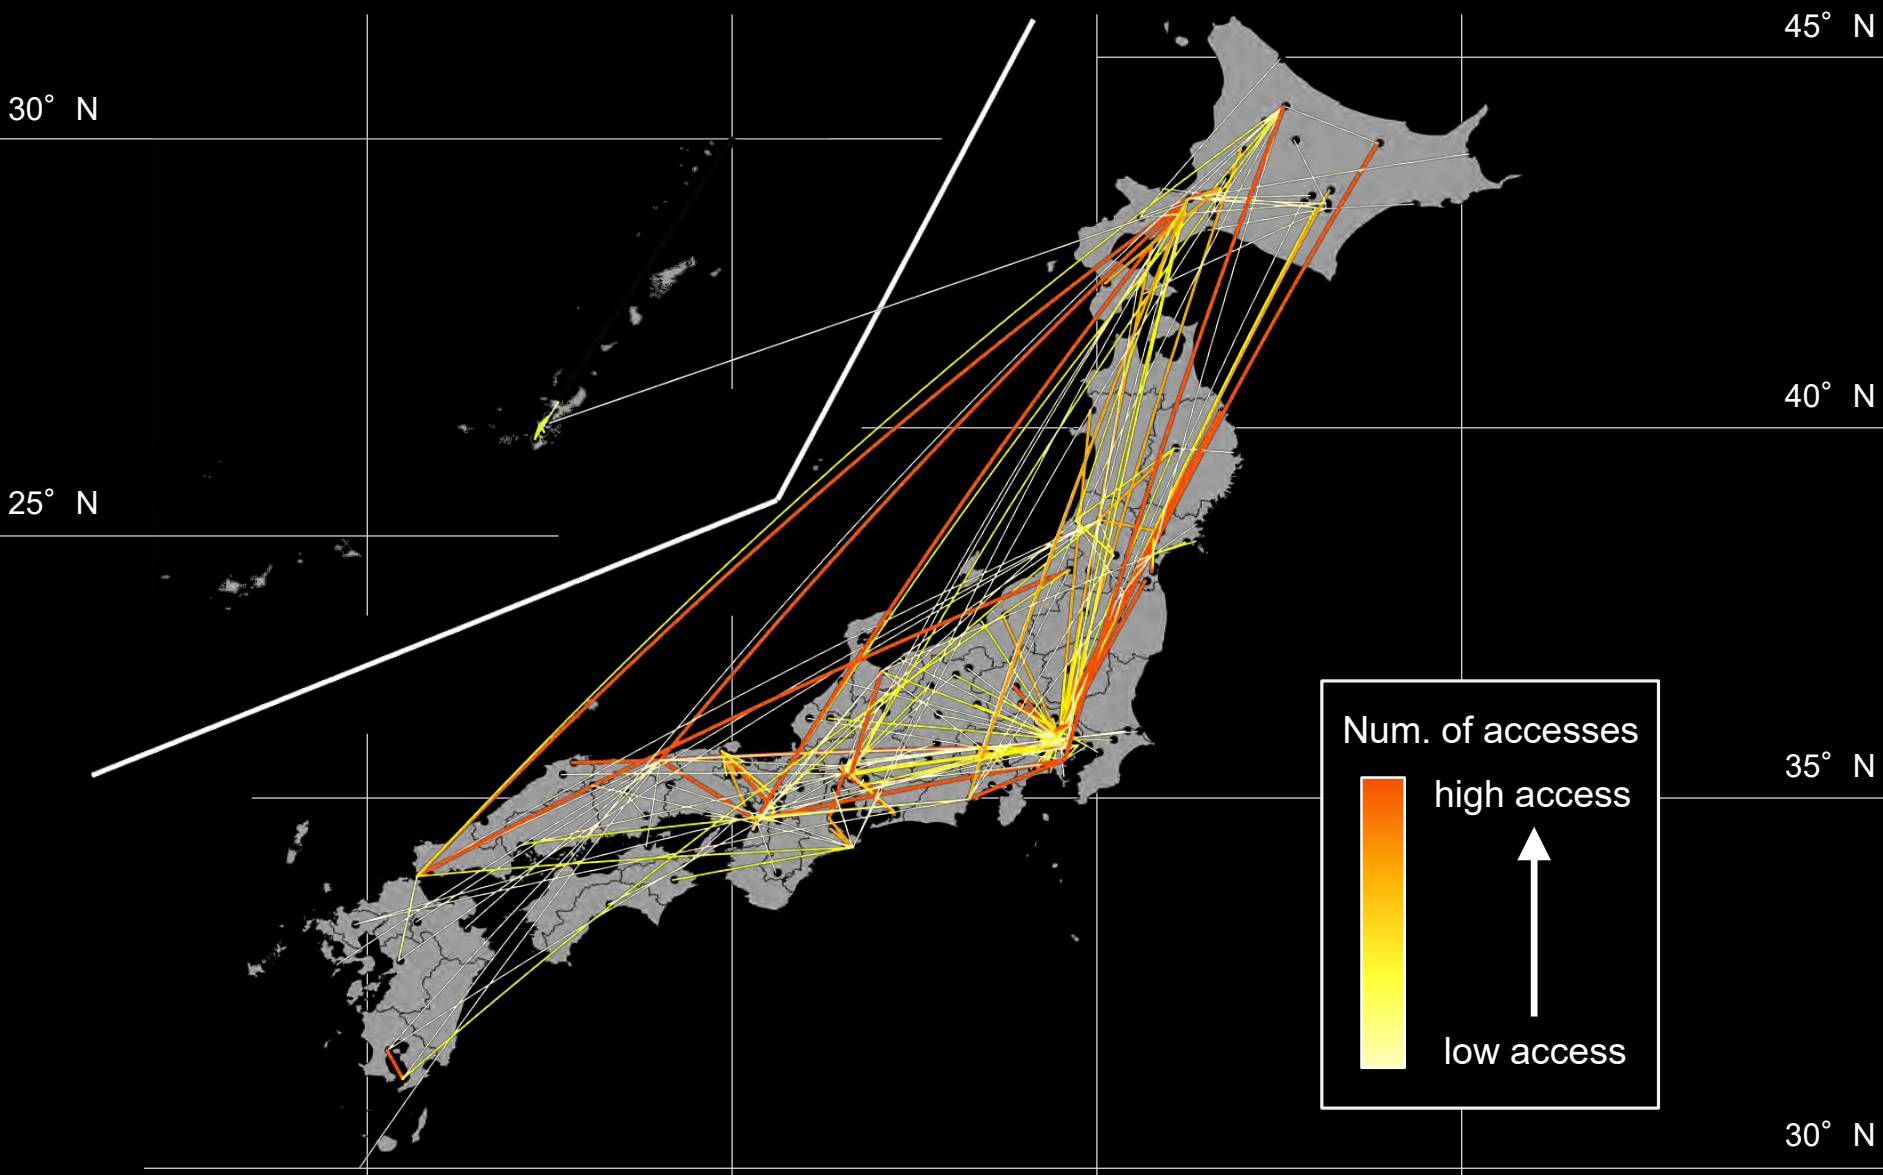 45° N
30° N
40° N
25° N
Num. of accesses
35° N
high access
low access
30° N